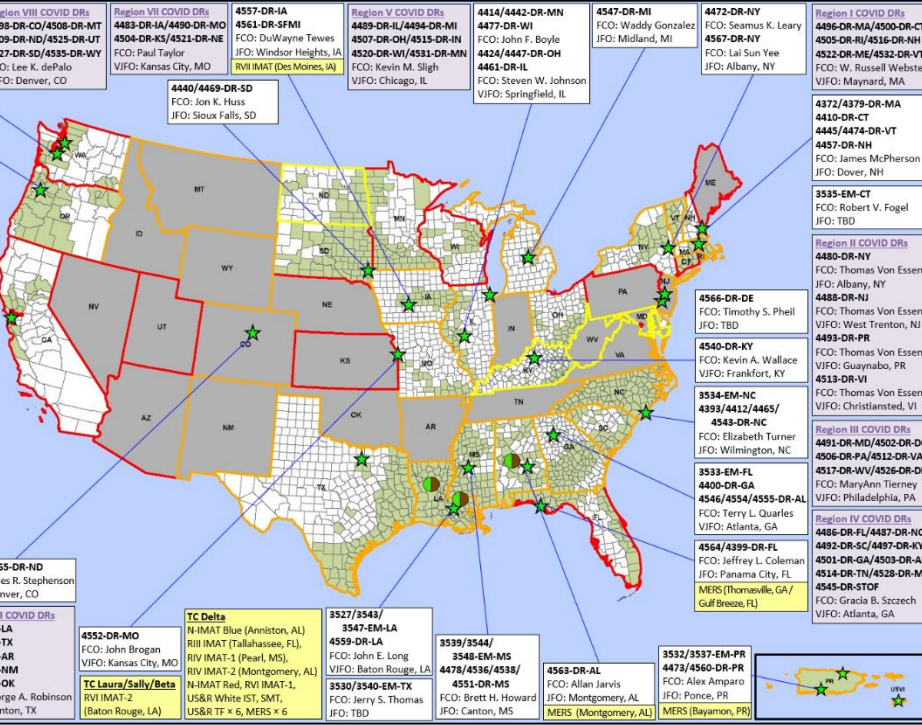 Region VIII COVID DRs
98-DR-CO/4508-DR-MT
09-DR-ND/4525-DR-UT
27-DR-SD/4535-DR-WY
O: Lee K. dePalo
FO: Denver, CO
Region VII COVID DRs
4483-DR-IA/4490-DR-MO
4504-DR-KS/4521-DR-NE
FCO: Paul Taylor
VJFO: Kansas City, MO
4557-DR-IA
4561-DR-SFMI
FCO: DuWayne Tewes
JFO: Windsor Heights, IA
RVII IMAT (Des Moines, IA)
Region V COVID DRs
4489-DR-IL/4494-DR-MI
4507-DR-OH/4515-DR-IN
4520-DR-WI/4531-DR-MN
FCO: Kevin M. Sligh
VJFO: Chicago, IL
4414/4442-DR-MN
4477-DR-WI
FCO: John F. Boyle
4424/4447-DR-OH
4461-DR-IL
FCO: Steven W. Johnson
VJFO: Springfield, IL
4547-DR-MI
FCO: Waddy Gonzalez
JFO: Midland, MI
4472-DR-NY
FCO: Seamus K. Leary
4567-DR-NY
FCO: Lai Sun Yee
JFO: Albany, NY
Region I COVID DRs
4496-DR-MA/4500-DR-CT
4505-DR-RI/4516-DR-NH
4522-DR-ME/4532-DR-VT
FCO: W. Russell Webste
VJFO: Maynard, MA
4440/4469-DR-SD
FCO: Jon K. Huss
JFO: Sioux Falls, SD
4372/4379-DR-MA
4410-DR-CT
4445/4474-DR-VT
4457-DR-NH
FCO: James McPherson
JFO: Dover, NH
3535-EM-CT
FCO: Robert V. Fogel
JFO: TBD
Region II COVID DRs
4480-DR-NY
FCO: Thomas Von Essen
JFO: Albany, NY
4488-DR-NJ
FCO: Thomas Von Essen
VJFO: West Trenton, NJ
4493-DR-PR
FCO: Thomas Von Essen
VJFO: Guaynabo, PR
4513-DR-VI
FCO: Thomas Von Essen
VJFO: Christiansted, VI
WA
OR
CA
NV
ID
MT
WY
UT
AZ
CO
NM
ND
SD
NE
KS
OK
TX
MN
IA
MO
AR
LA
WI
IL
IN
OH
KY
TN
MS
GA
FL
SC
NC
VA
WV
PA
MD
NJ
NY
VT
NH
ME
MA
CT
RI
4566-DR-DE
FCO: Timothy S. Pheil
JFO: TBD
4540-DR-KY
FCO: Kevin A. Wallace
VJFO: Frankfort, KY
3534-EM-NC
4393/4412/4465/
4543-DR-NC
FCO: Elizabeth Turner
JFO: Wilmington, NC
3533-EM-FL
4400-DR-GA
4546/4554/4555-DR-AL
FCO: Terry L. Quarles
VJFO: Atlanta, GA
4564/4399-DR-FL
FCO: Jeffrey L. Coleman
JFO: Panama City, FL
MERS (Thomasville, GA /
Gulf Breeze, FL)
Region III COVID DRs
4491-DR-MD/4502-DR-DC
4506-DR-PA/4512-DR-VA
4517-DR-WV/4526-DR-D
FCO: MaryAnn Tierney
VJFO: Philadelphia, PA
Region IV COVID DRs
4486-DR-FL/4487-DR-NC
4492-DR-SC/4497-DR-KY
4501-DR-GA/4503-DR-A
4514-DR-TN/4528-DR-M
4545-DR-STOF
FCO: Gracia B. Szczech
VJFO: Atlanta, GA
65-DR-ND
es R. Stephenson
nver, CO
I COVID DRs
-LA
-TX
-AR
-NM
-OK
rge A. Robinson
nton, TX
4552-DR-MO
FCO: John Brogan
VJFO: Kansas City, MO
TC Laura/Sally/Beta
RVI IMAT-2
(Baton Rouge, LA)
TC Delta
N-IMAT Blue (Anniston, AL)
RIII IMAT (Tallahassee, FL),
RIV IMAT-1 (Pearl, MS),
RIV IMAT-2 (Montgomery, AL)
N-IMAT Red, RVI IMAT-1,
US&R White IST, SMT,
US&R TF × 6, MERS × 6
3527/3543/
3547-EM-LA
4559-DR-LA
FCO: John E. Long
VJFO: Baton Rouge, LA
3530/3540-EM-TX
FCO: Jerry S. Thomas
JFO: TBD
3539/3544/
3548-EM-MS
4478/4536/4538/
4551-DR-MS
FCO: Brett H. Howard
JFO: Canton, MS
4563-DR-AL
FCO: Allan Jarvis
JFO: Montgomery, AL
MERS (Montgomery, AL)
3532/3537-EM-PR
4473/4560-DR-PR
FCO: Alex Amparo
JFO: Ponce, PR
MERS (Bayamon, PR)
PR
USVI